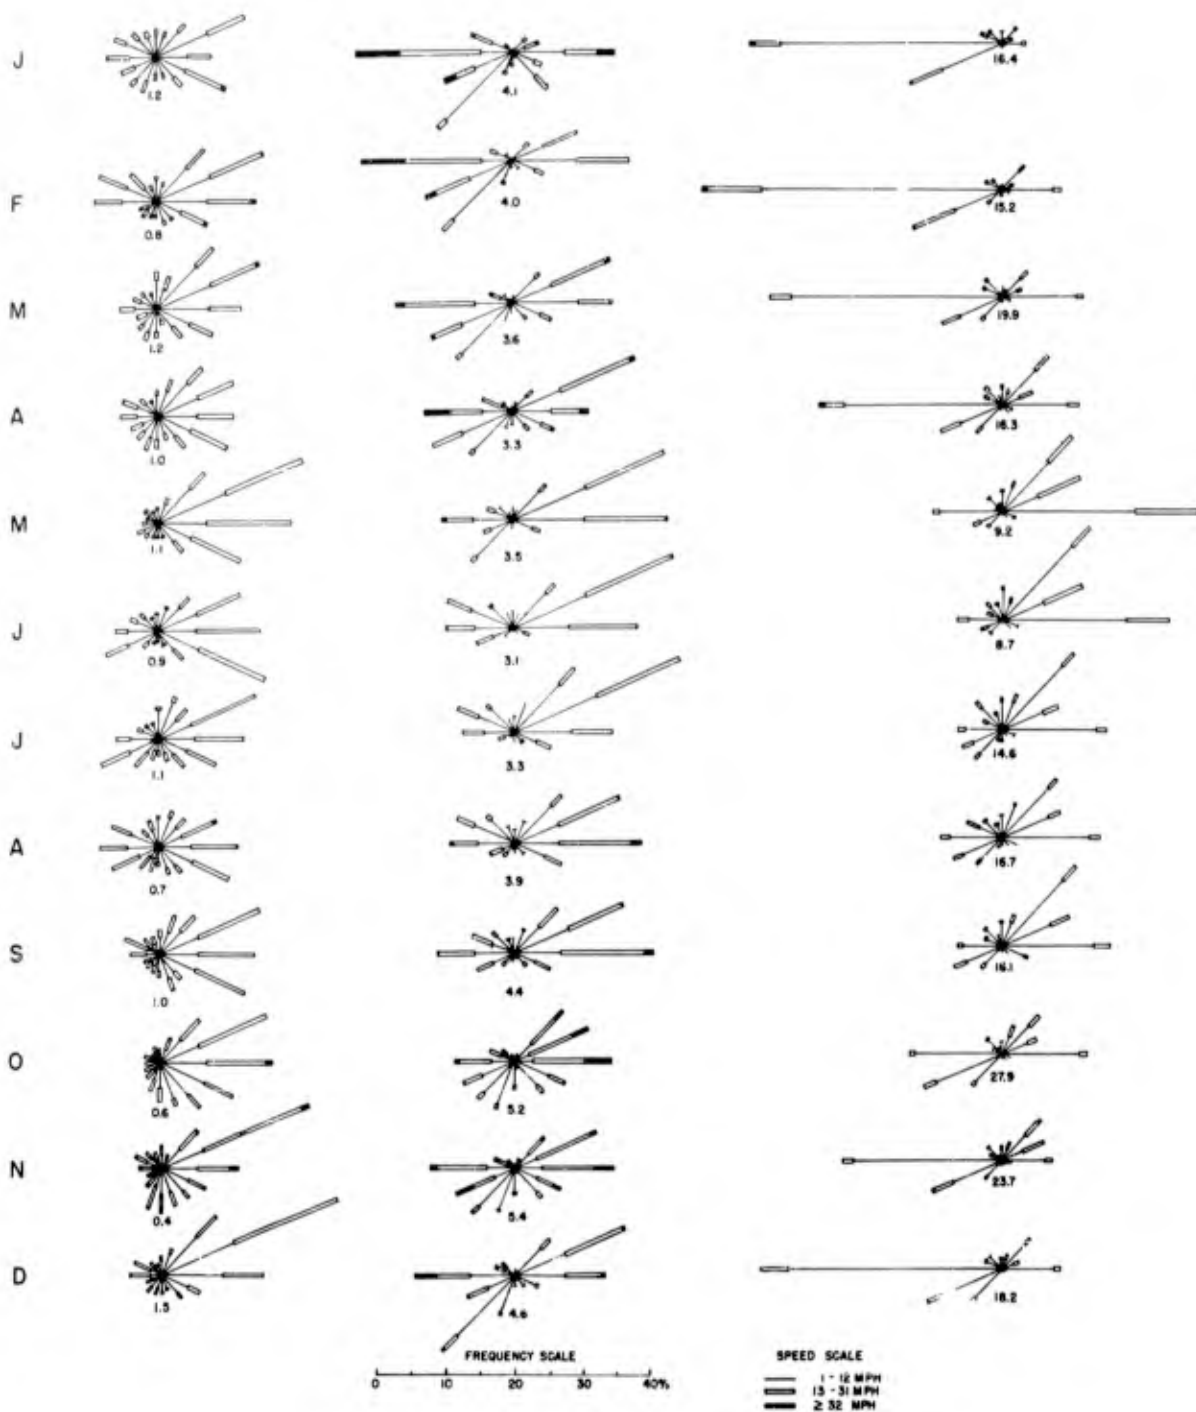 J
1.2
4.1
16.4
F
0.8
4.0
15.2
M
1.2
3.6
19.9
A
1.0
3.3
16.3
M
1.1
3.5
9.2
J
0.9
3.1
8.7
J
1.1
3.3
14.6
A
0.7
3.9
16.7
S
1.0
4.4
16.1
O
0.6
5.2
27.9
N
0.4
5.4
23.7
D
1.5
4.6
18.2
FREQUENCY SCALE
0 10 20 30 40%
SPEED SCALE
1 - 12 MPH
13 - 31 MPH
≥ 32 MPH